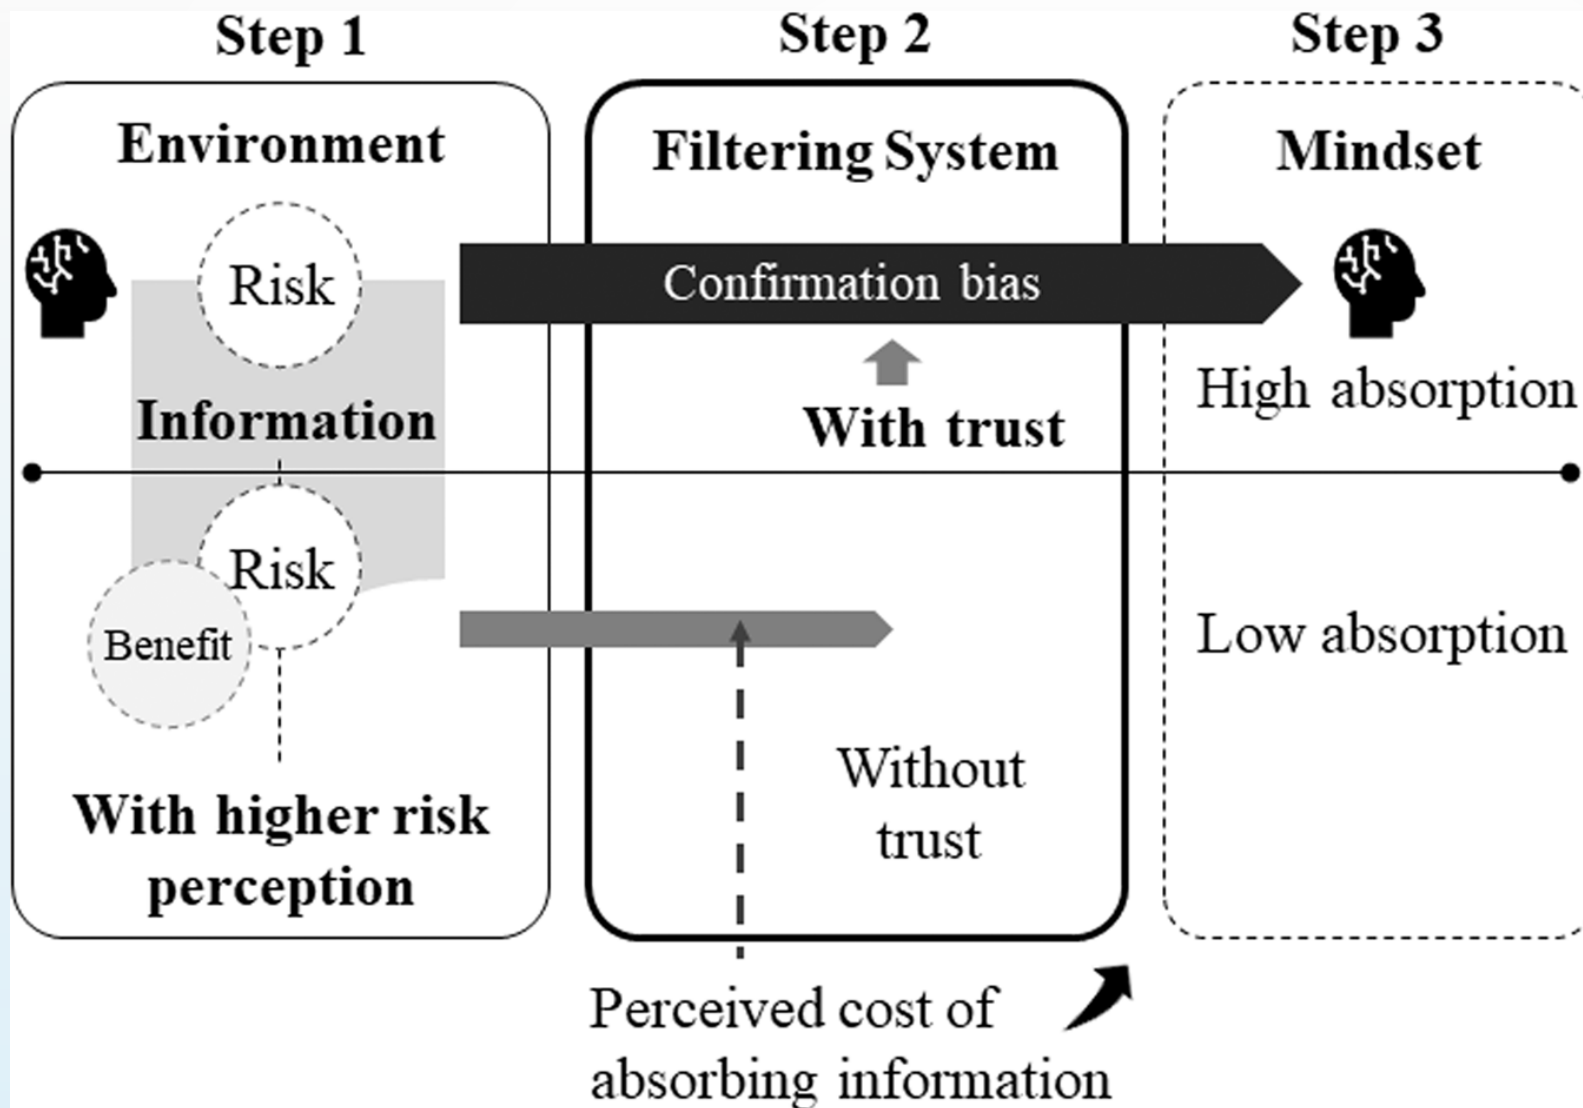 Step 1
Step 2
Step 3
Environment
Filtering System
Mindset
Risk
Confirmation bias
High absorption
Information
With trust
Risk
Benefit
Low absorption
Without
trust
With higher risk
perception
Perceived cost of
absorbing information